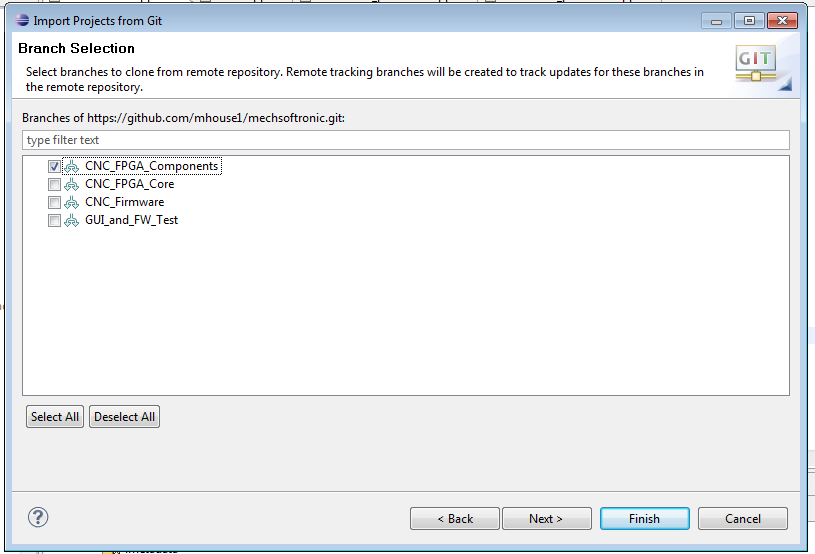 Import Projects from Git
Branch Selection
GIT
Select branches to clone from remote repository. Remote tracking branches will be created to track updates for these branches in
the remote repository.
Branches of https://github.com/mhouse1/mechsoftronic.git:
type filter text
CNC_FPGA_Components
CNC_FPGA_Core
CNC_Firmware
GUI_and_FW_Test
Select All Deselect All
? < Back Next > Finish Cancel